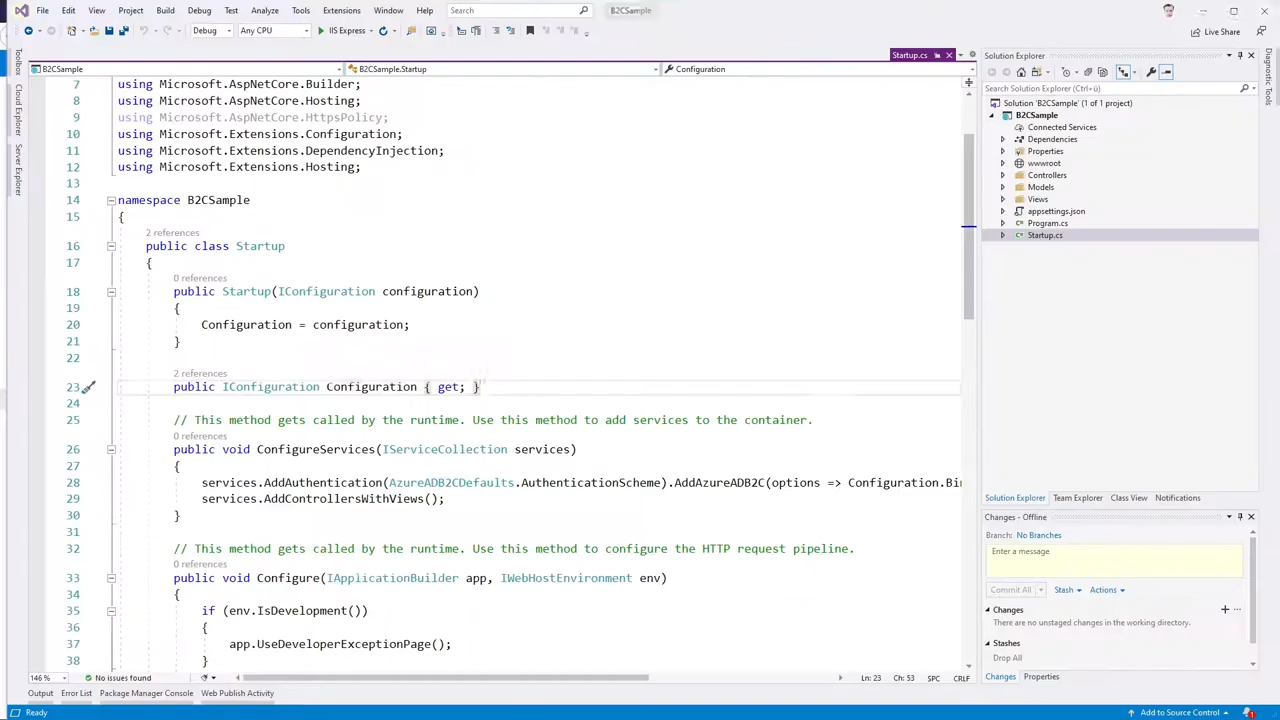 File Edit View Project Build Debug Test Analyze Tools Extensions Window Help Search B2CSample
Debug Any CPU IIS Express Live Share
Startup.cs
B2CSample B2CSample.Startup Configuration
7 using Microsoft.AspNetCore.Builder;
8 using Microsoft.AspNetCore.Hosting;
9 using Microsoft.AspNetCore.HttpsPolicy;
10 using Microsoft.Extensions.Configuration;
11 using Microsoft.Extensions.DependencyInjection;
12 using Microsoft.Extensions.Hosting;
13
14 namespace B2CSample
15 {
2 references
16 public class Startup
17 {
0 references
18 public Startup(IConfiguration configuration)
19 {
20 Configuration = configuration;
21 }
22
2 references
23 public IConfiguration Configuration { get; }
24
25 // This method gets called by the runtime. Use this method to add services to the container.
0 references
26 public void ConfigureServices(IServiceCollection services)
27 {
28 services.AddAuthentication(AzureADB2CDefaults.AuthenticationScheme).AddAzureADB2C(options => Configuration.Bin
29 services.AddControllersWithViews();
30 }
31
32 // This method gets called by the runtime. Use this method to configure the HTTP request pipeline.
0 references
33 public void Configure(IApplicationBuilder app, IWebHostEnvironment env)
34 {
35 if (env.IsDevelopment())
36 {
37 app.UseDeveloperExceptionPage();
38 }
146 % No issues found Ln: 23 Ch: 53 SPC CRLF
Output Error List Package Manager Console Web Publish Activity
Ready Add to Source Control 1
Toolbox
Cloud Explorer
Server Explorer
Solution Explorer
Search Solution Explorer (Ctrl+ü)
Solution 'B2CSample' (1 of 1 project)
B2CSample
Connected Services
Dependencies
Properties
wwwroot
Controllers
Models
Views
appsettings.json
Program.cs
Startup.cs
Solution Explorer Team Explorer Class View Notifications
Changes - Offline
Branch: No Branches
Enter a message
Commit All Stash Actions
Changes
There are no unstaged changes in the working directory.
Stashes
Drop All
Changes Properties
Diagnostic Tools